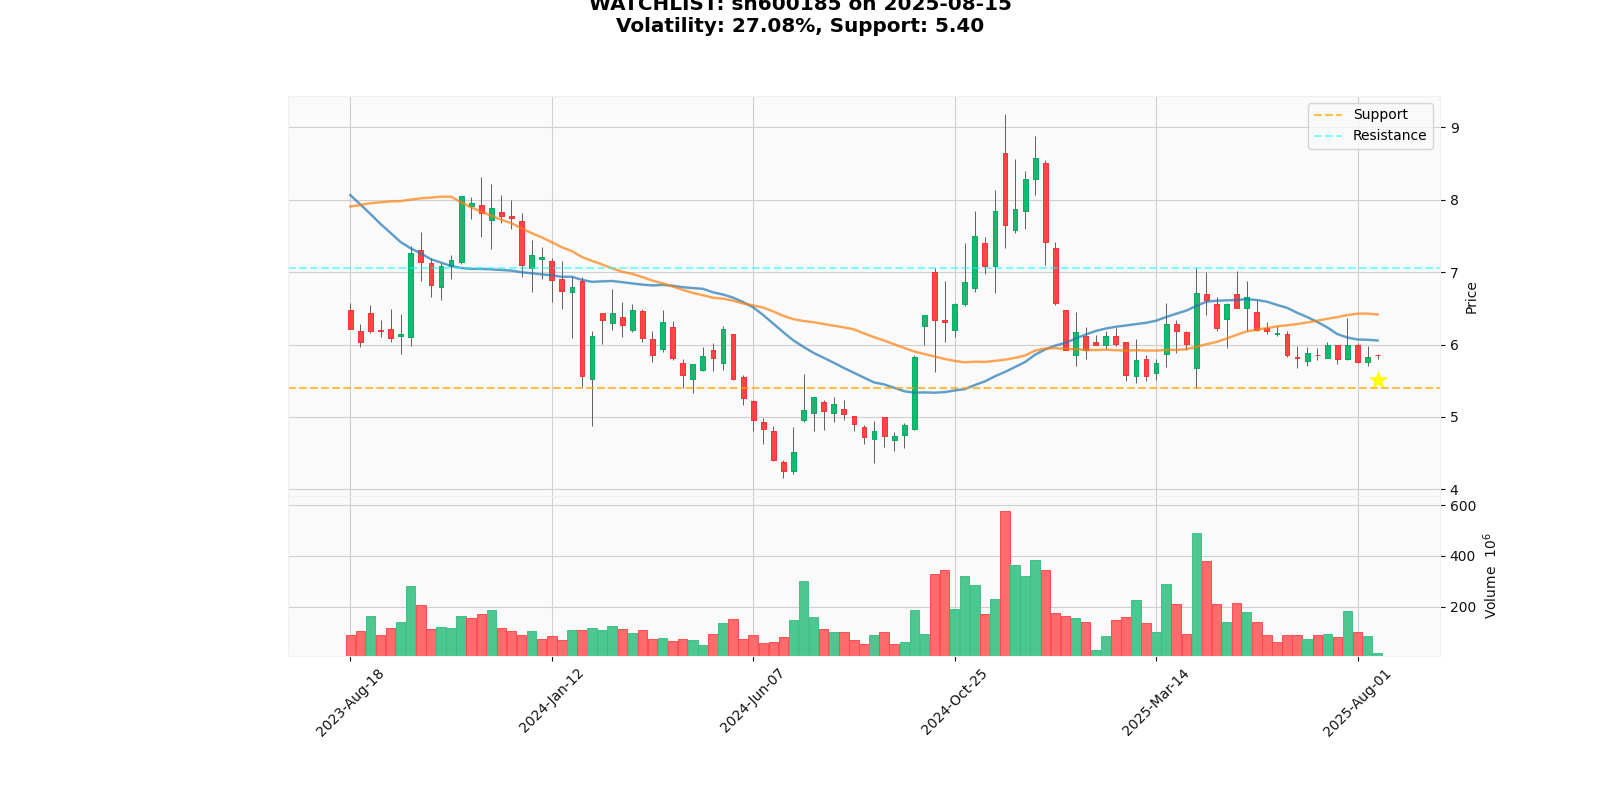 WATCHLIST: sh600185 on 2025-08-15
Volatility: 27.08%, Support: 5.40
Support
Resistance
9
8
7
6
5
4
Price
600
400
200
Volume 10^6
2023-Aug-18
2024-Jan-12
2024-Jun-07
2024-Oct-25
2025-Mar-14
2025-Aug-01